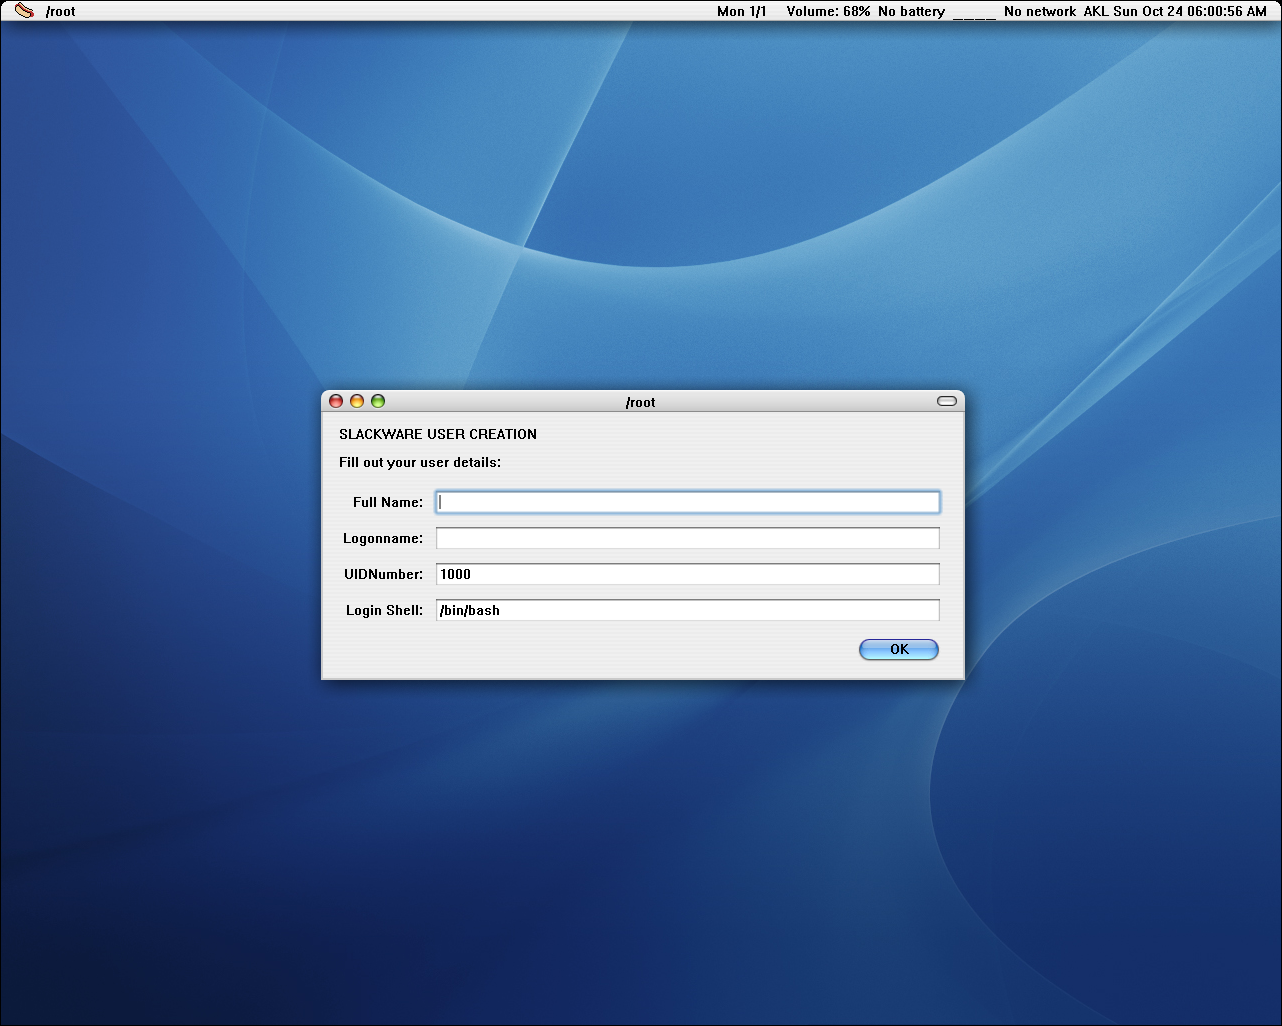 /root Mon 1/1 Volume: 68% No battery ____ No network AKL Sun Oct 24 06:00:56 AM
/root
SLACKWARE USER CREATION
Fill out your user details:
Full Name:
Logonname:
UIDNumber: 1000
Login Shell: /bin/bash
OK